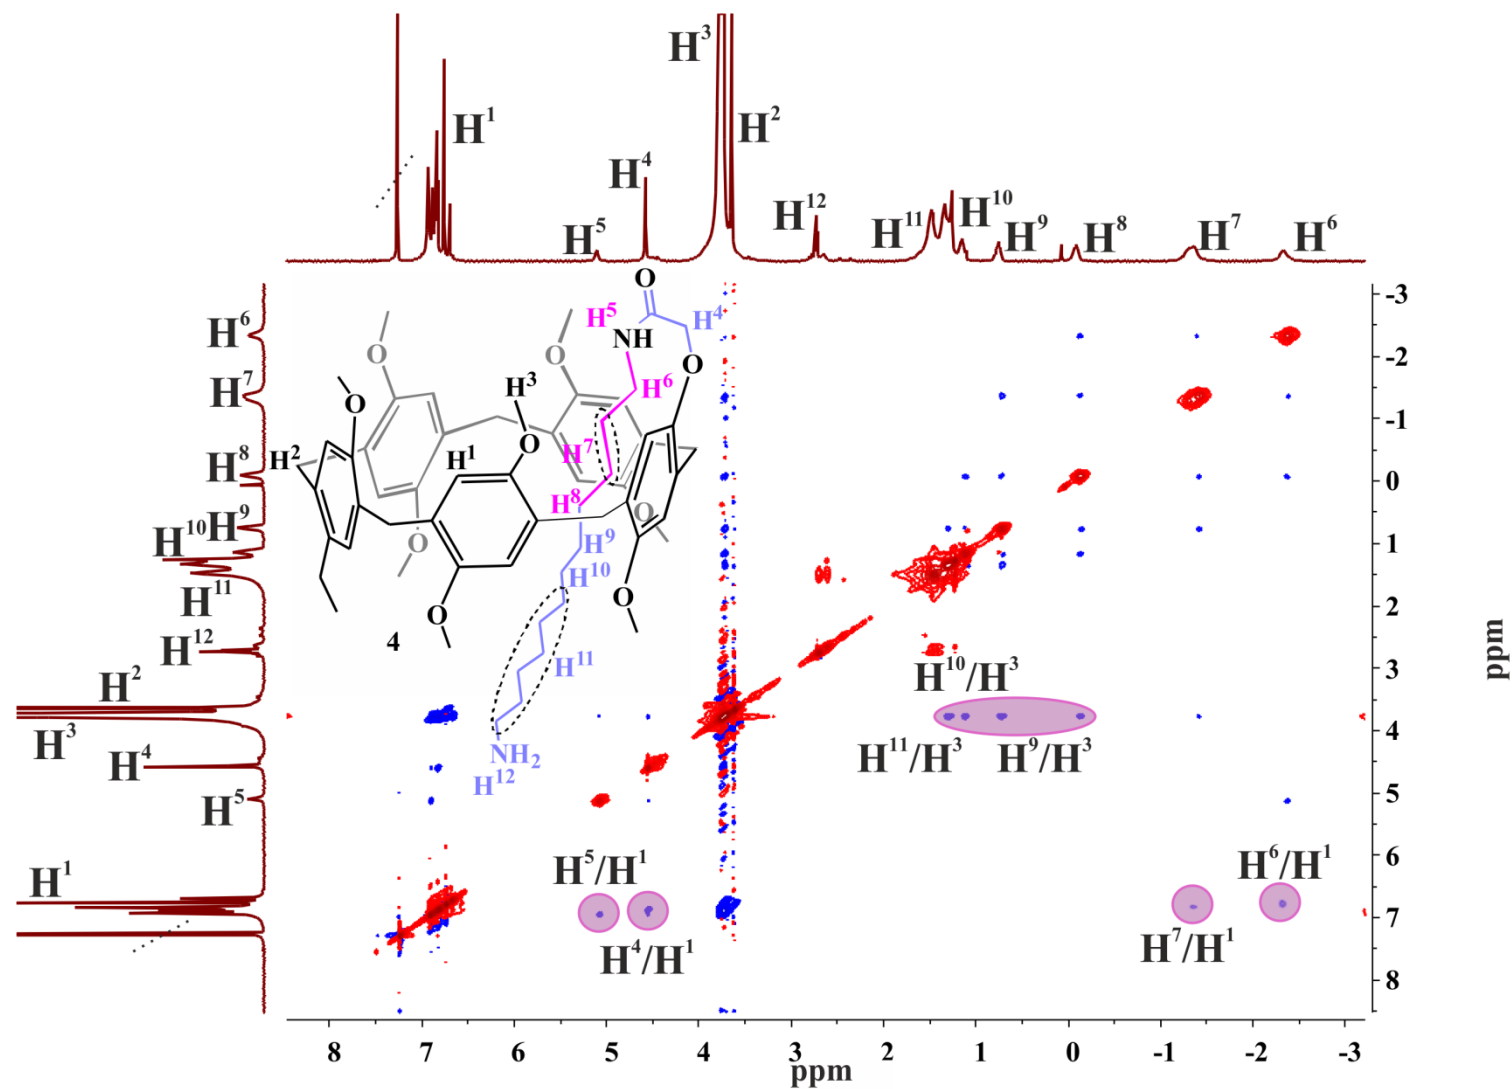 H³
H¹
H²
H⁴
H⁵
H¹²
H¹¹
H¹⁰
H⁹
H⁸
H⁷
H⁶
H⁶
H⁷
H⁸
H⁹
H¹⁰
H¹¹
H¹²
H²
H³
H⁴
H⁵
H¹
O
H⁵
NH
H⁴
O
O
O
O
H³
H⁶
O
H²
H¹
H⁷
H⁸
O
O
H⁹
H¹⁰
O
O
4
H¹¹
NH₂
H¹²
H¹⁰/H³
H¹¹/H³
H⁹/H³
H⁵/H¹
H⁴/H¹
H⁶/H¹
H⁷/H¹
-3
-2
-1
0
1
2
3
4
5
6
7
8
ppm
8 7 6 5 4 3 2 1 0 -1 -2 -3
ppm